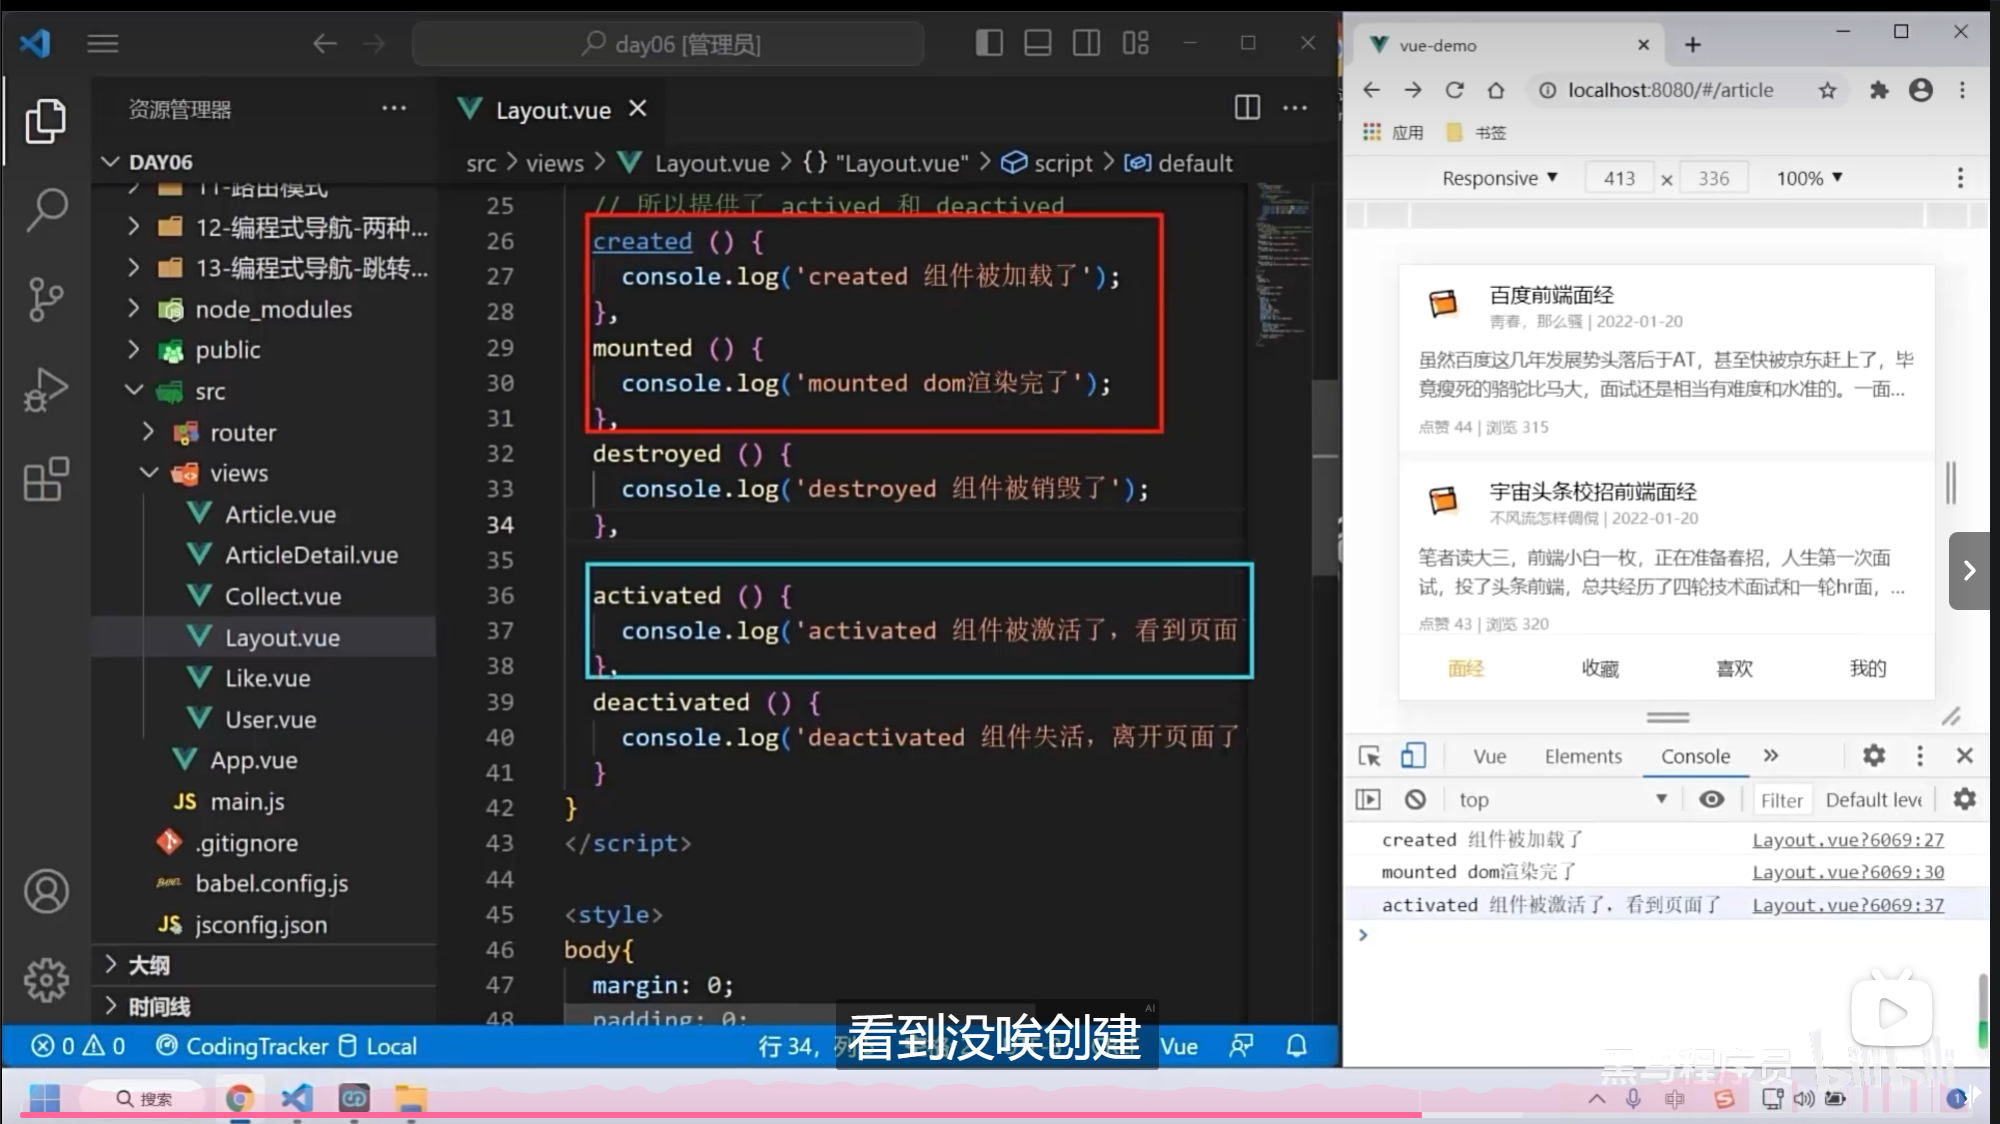 day06 [管理员]
资源管理器
DAY06
11-路由模式
12-编程式导航-两种...
13-编程式导航-跳转...
node_modules
public
src
router
views
Article.vue
ArticleDetail.vue
Collect.vue
Layout.vue
Like.vue
User.vue
App.vue
main.js
.gitignore
babel.config.js
jsconfig.json
大纲
时间线
Layout.vue
src > views > Layout.vue > {} "Layout.vue" > script > default
25 // 所以提供了 actived 和 deactived
26 created () {
27 console.log('created 组件被加载了');
28 },
29 mounted () {
30 console.log('mounted dom渲染完了');
31 },
32 destroyed () {
33 console.log('destroyed 组件被销毁了');
34 },
35
36 activated () {
37 console.log('activated 组件被激活了, 看到页面
38 },
39 deactivated () {
40 console.log('deactivated 组件失活, 离开页面了
41 }
42 }
43 </script>
44
45 <style>
46 body{
47 margin: 0;
48 padding: 0;
0 0 CodingTracker Local
行 34,
Vue
看到没唉创建
AI
搜索
vue-demo
localhost:8080/#/article
应用 书签
Responsive 413 × 336 100%
百度前端面经
青春，那么骚 | 2022-01-20
虽然百度这几年发展势头落后于AT，甚至快被京东赶上了，毕
竟瘦死的骆驼比马大，面试还是相当有难度和水准的。一面...
点赞 44 | 浏览 315
宇宙头条校招前端面经
不风流怎样倜傥 | 2022-01-20
笔者读大三，前端小白一枚，正在准备春招，人生第一次面
试，投了头条前端，总共经历了四轮技术面试和一轮hr面，...
点赞 43 | 浏览 320
面经 收藏 喜欢 我的
Vue Elements Console »
top Filter Default leve
created 组件被加载了 Layout.vue?6069:27
mounted dom渲染完了 Layout.vue?6069:30
activated 组件被激活了, 看到页面了 Layout.vue?6069:37
黑马程序员
中